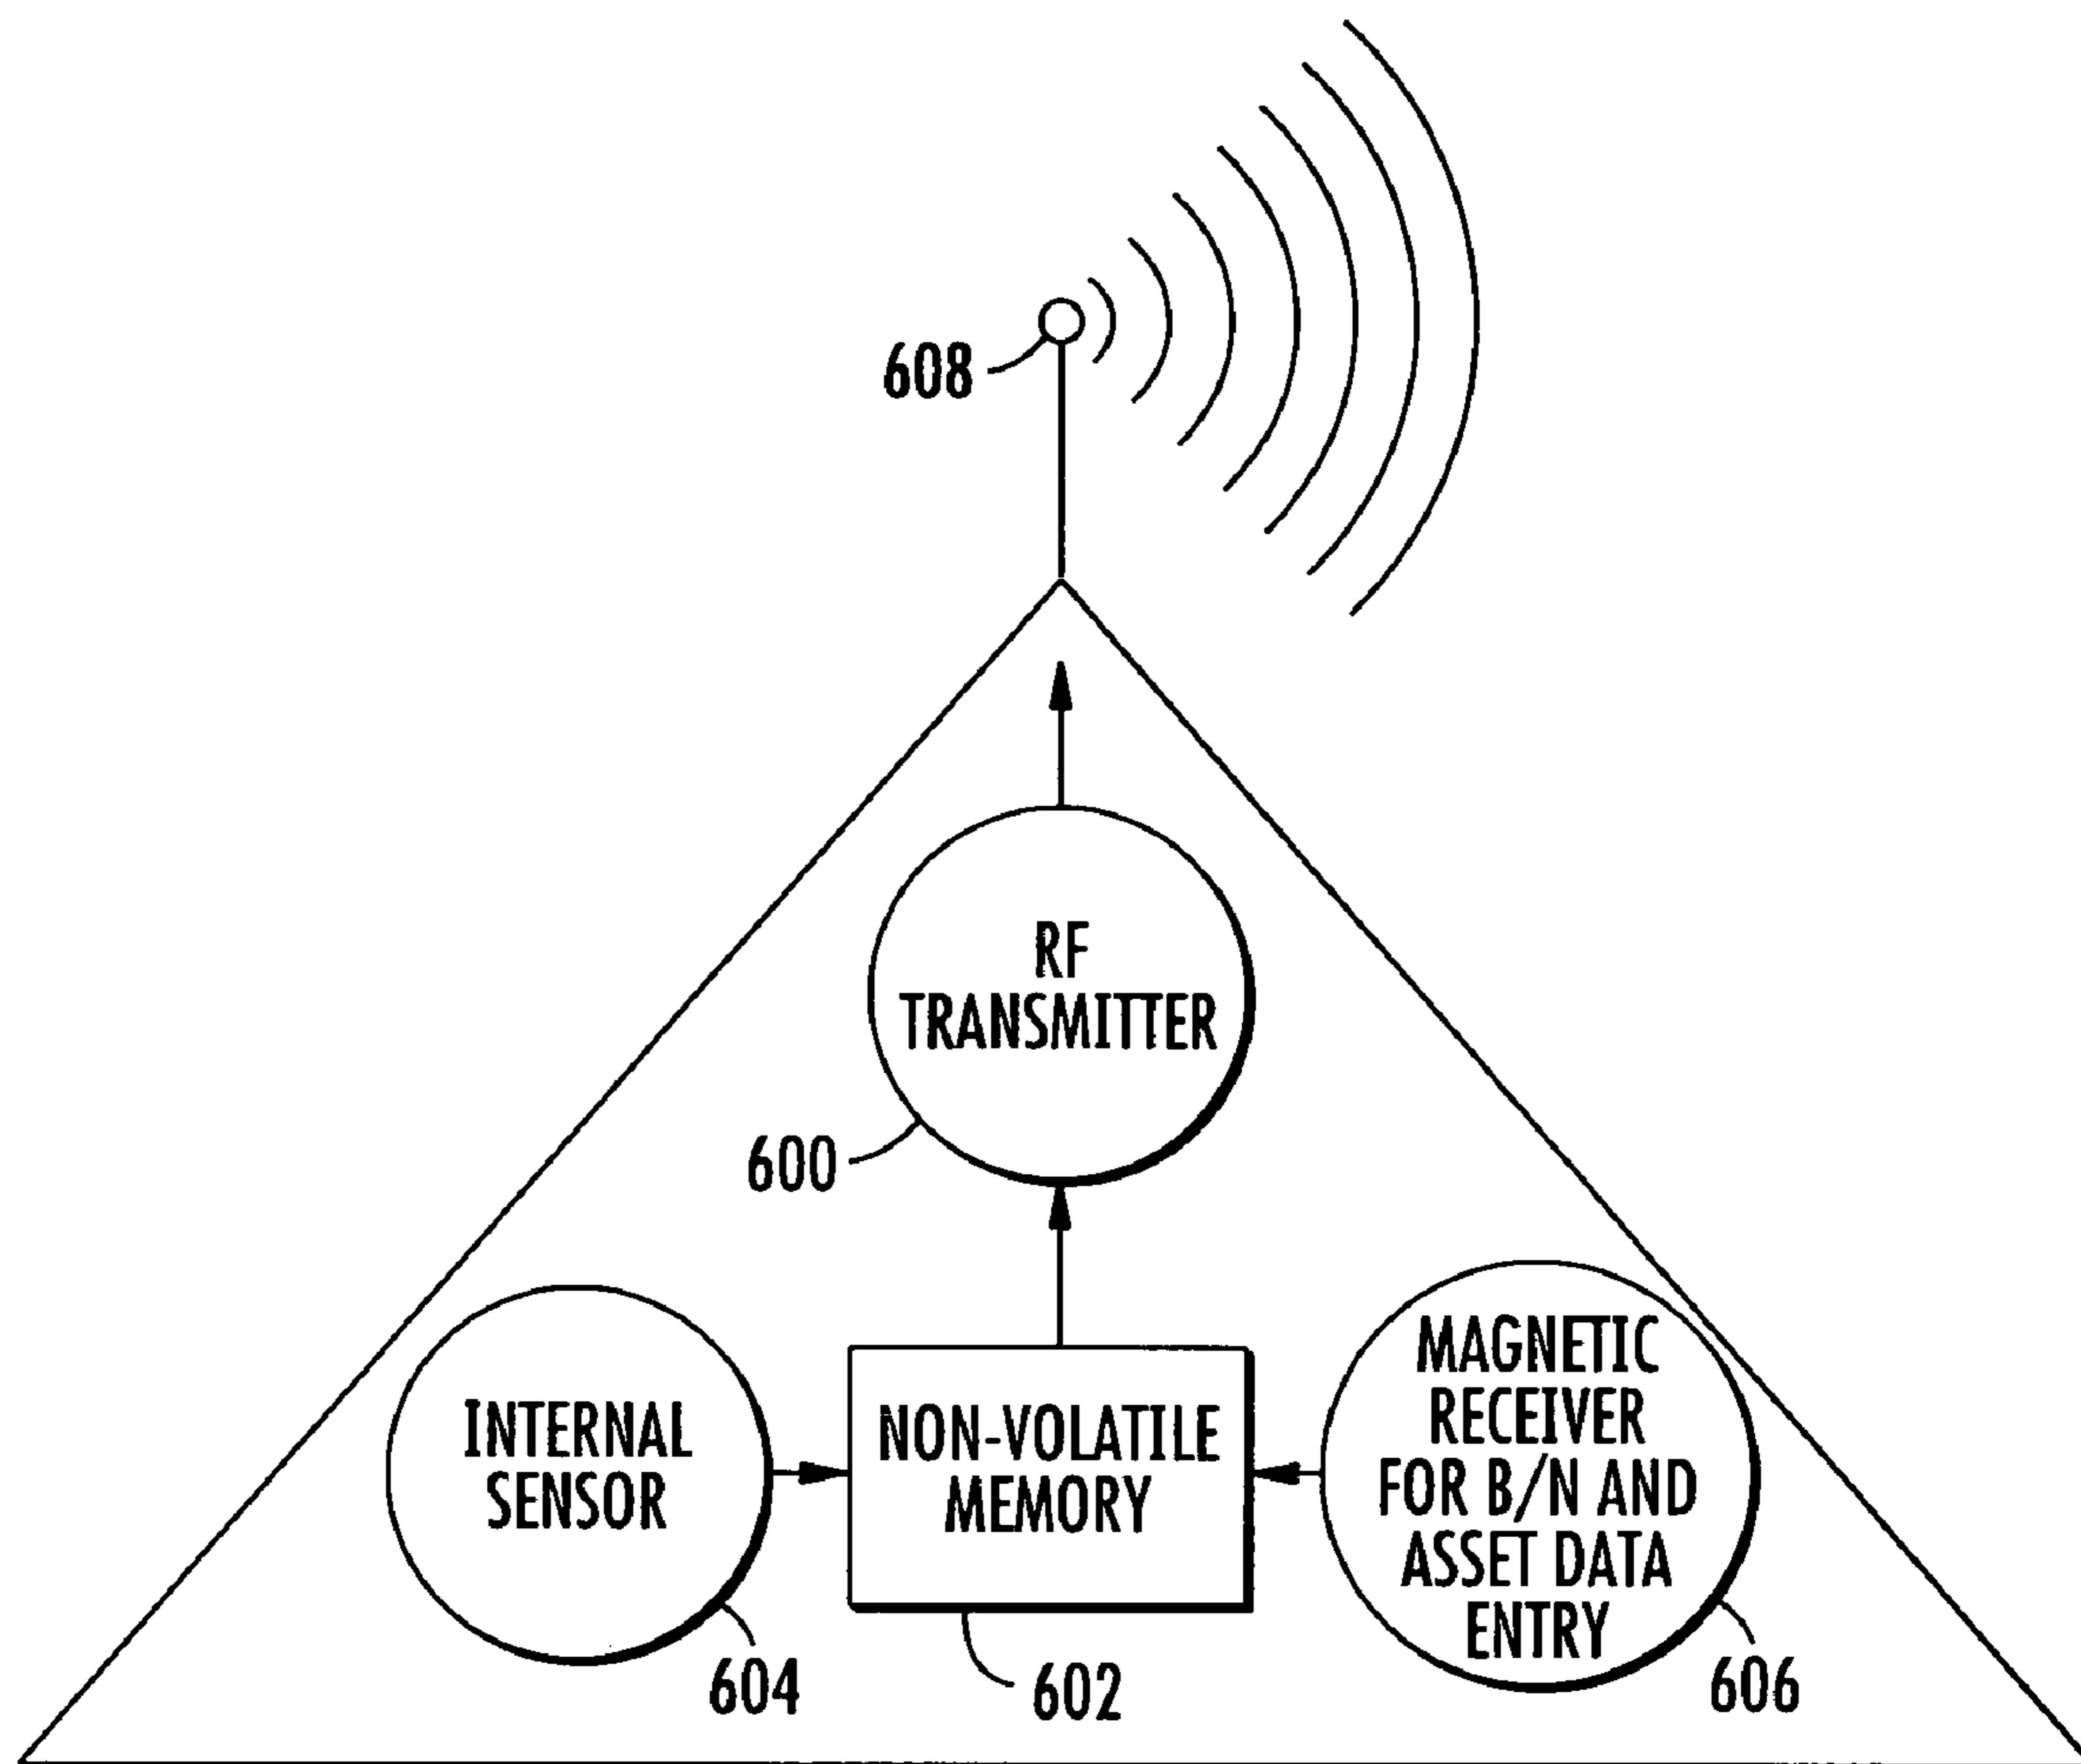 608
RF
TRANSMITTER
600
INTERNAL
SENSOR
604
NON-VOLATILE
MEMORY
602
MAGNETIC
RECEIVER
FOR B/N AND
ASSET DATA
ENTRY
606